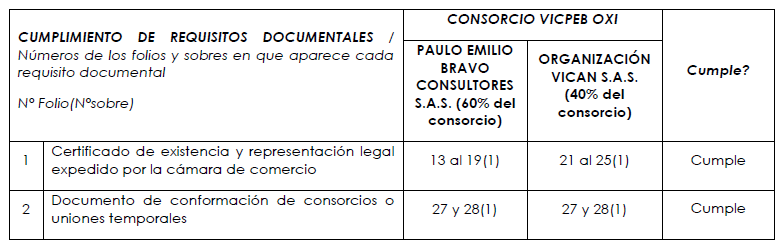 CONSORCIO VICPEB OXI
CUMPLIMIENTO DE REQUISITOS DOCUMENTALES /
Números de los folios y sobres en que aparece cada
requisito documental
Nº Folio(Nºsobre)
PAULO EMILIO
BRAVO
CONSULTORES
S.A.S. (60% del
consorcio)
ORGANIZACIÓN
VICAN S.A.S.
(40% del
consorcio)
Cumple?
1
Certificado de existencia y representación legal
expedido por la cámara de comercio
13 al 19(1)
21 al 25(1)
Cumple
2
Documento de conformación de consorcios o
uniones temporales
27 y 28(1)
27 y 28(1)
Cumple